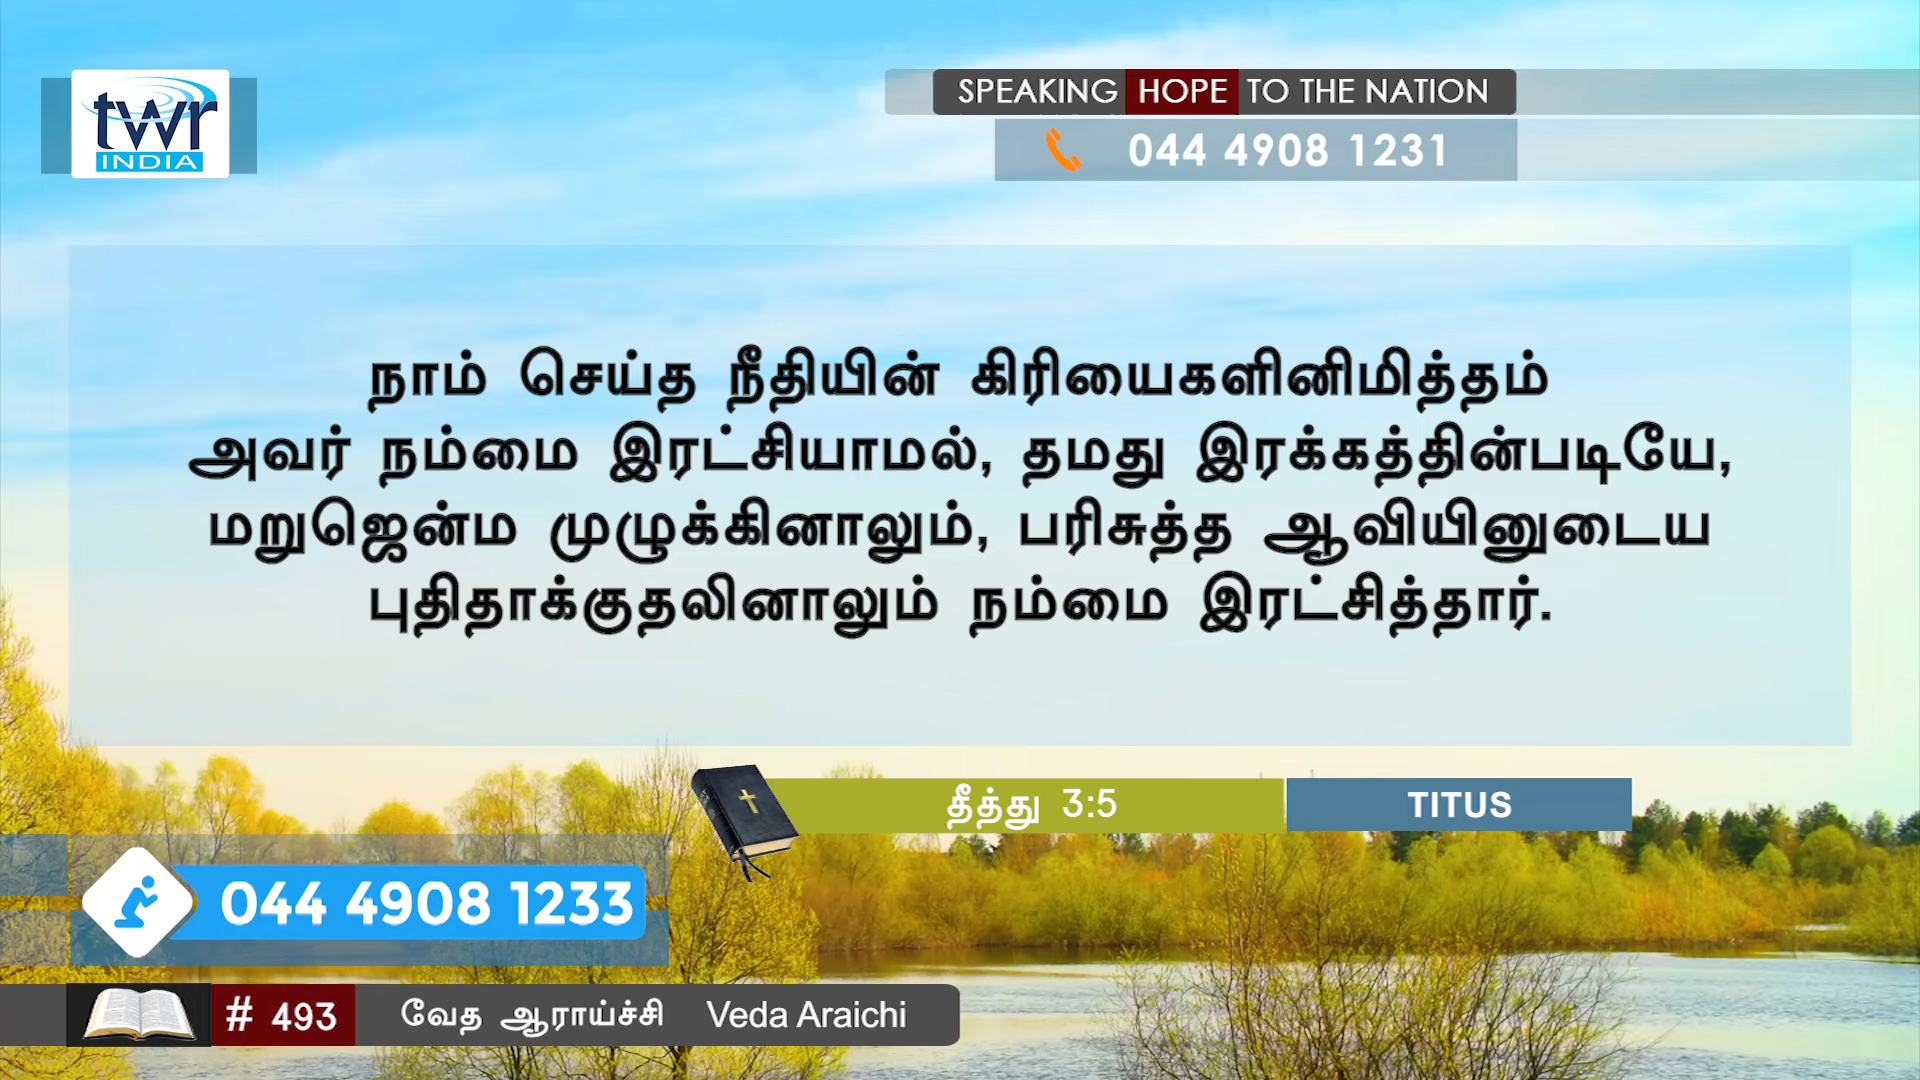 twr
INDIA
SPEAKING HOPE TO THE NATION
044 4908 1231
நாம் செய்த நீதியின் கிரியைகளினிமித்தம்
அவர் நம்மை இரட்சியாமல், தமது இரக்கத்தின்படியே,
மறுஜென்ம முழுக்கினாலும், பரிசுத்த ஆவியினுடைய
புதிதாக்குதலினாலும் நம்மை இரட்சித்தார்.
தீத்து 3:5
TITUS
044 4908 1233
# 493 வேத ஆராய்ச்சி Veda Araichi